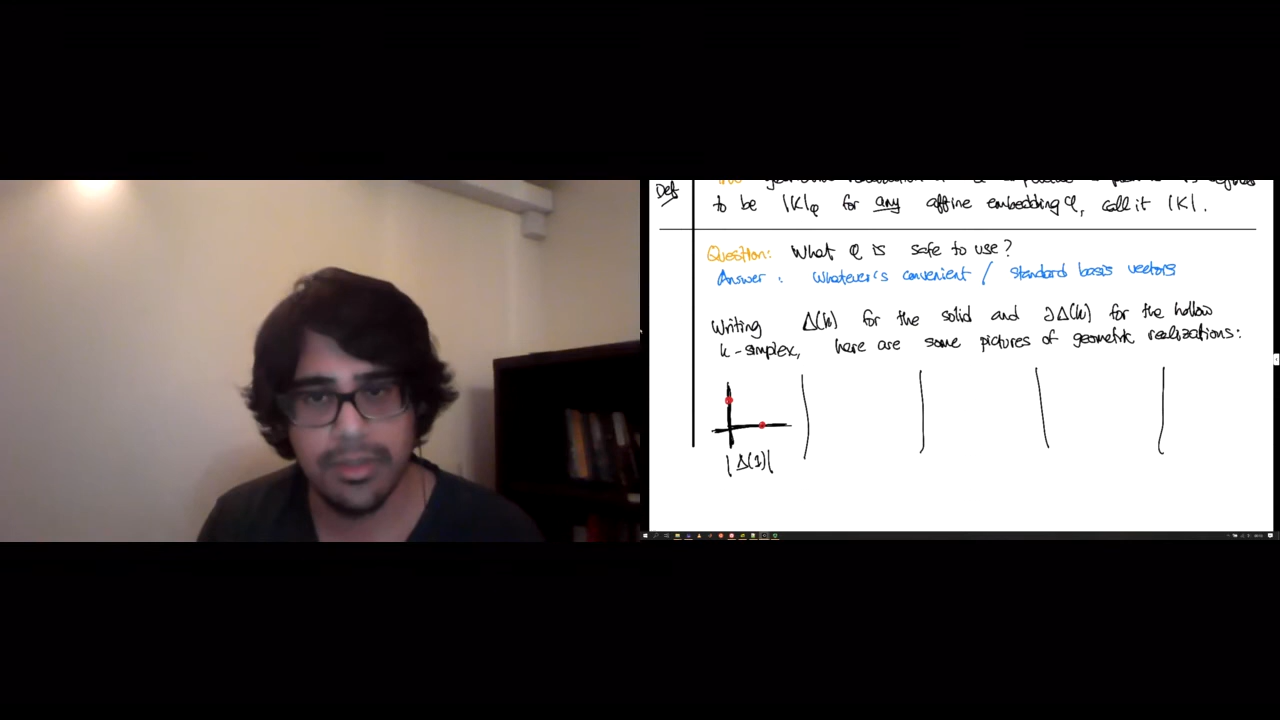 Def
to be |K|φ for any affine embedding φ, call it |K|.
Question: What φ is safe to use?
Answer: Whatever's convenient / standard basis vectors
Writing Δ(k) for the solid and ∂Δ(k) for the hollow
k-simplex, here are some pictures of geometric realizations:
|Δ(1)|